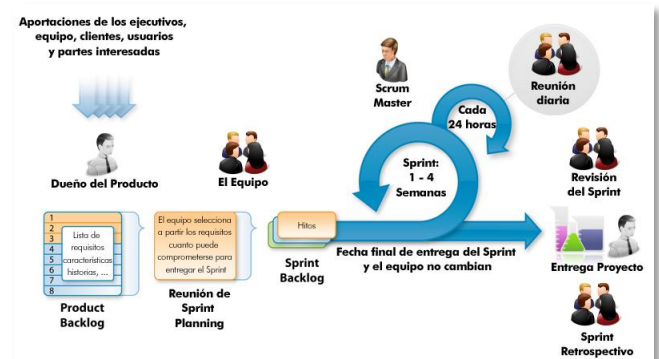 Aportaciones de los ejecutivos,
equipo, clientes, usuarios
y partes interesadas
Dueño del Producto
El Equipo
Scrum
Master
Cada
24 horas
Reunión
diaria
Sprint:
1 - 4
Semanas
Revisión
del Sprint
1
2
3
4
5
6
7
8
Lista de
requisitos
características
historias, ...
Product
Backlog
El equipo selecciona
a partir los requisitos
cuanto puede
comprometerse para
entregar el Sprint
Reunión de
Sprint
Planning
Hitos
Sprint
Backlog
Fecha final de entrega del Sprint
y el equipo no cambian
Entrega Proyecto
Sprint
Retrospectivo